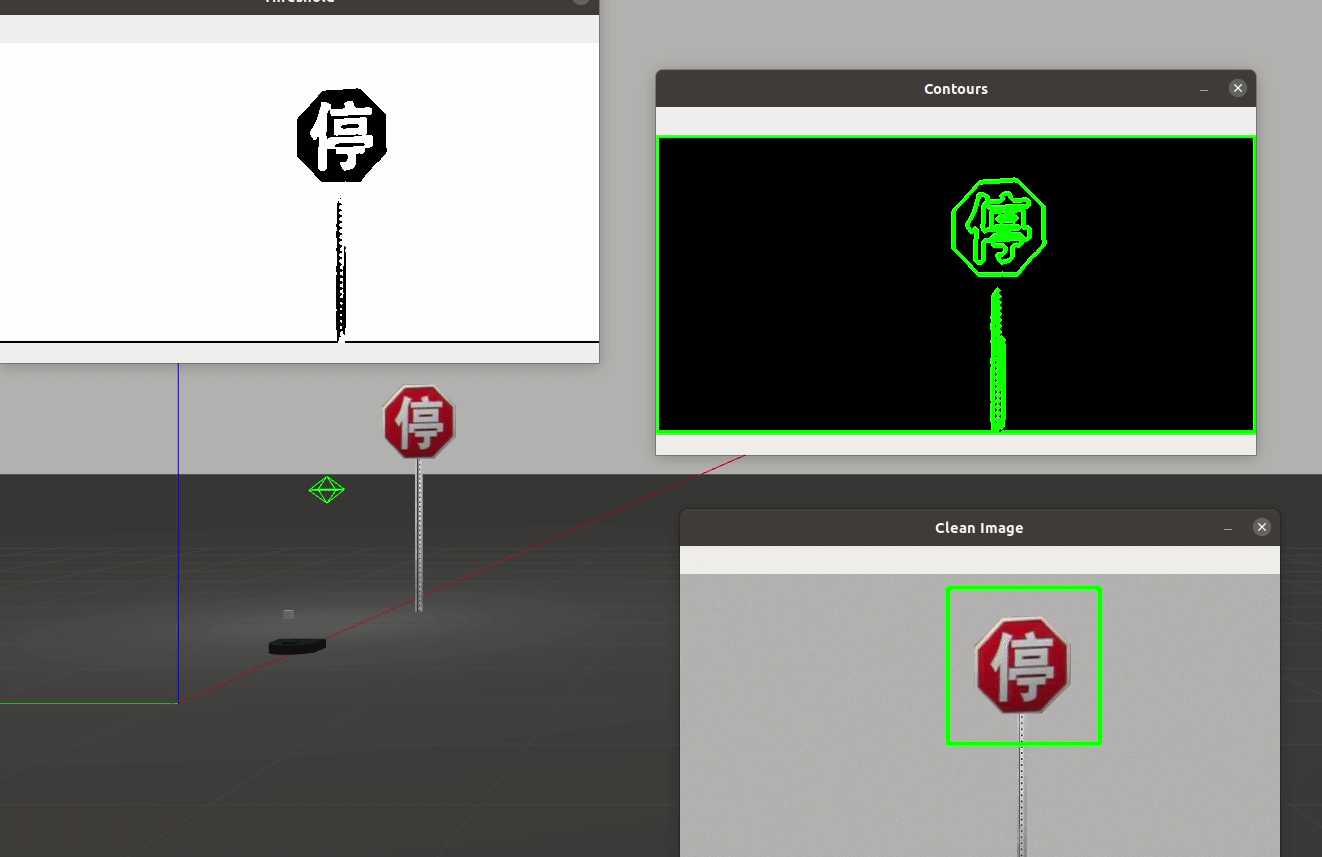 Threshold
停
Contours
停
停
Clean Image
停